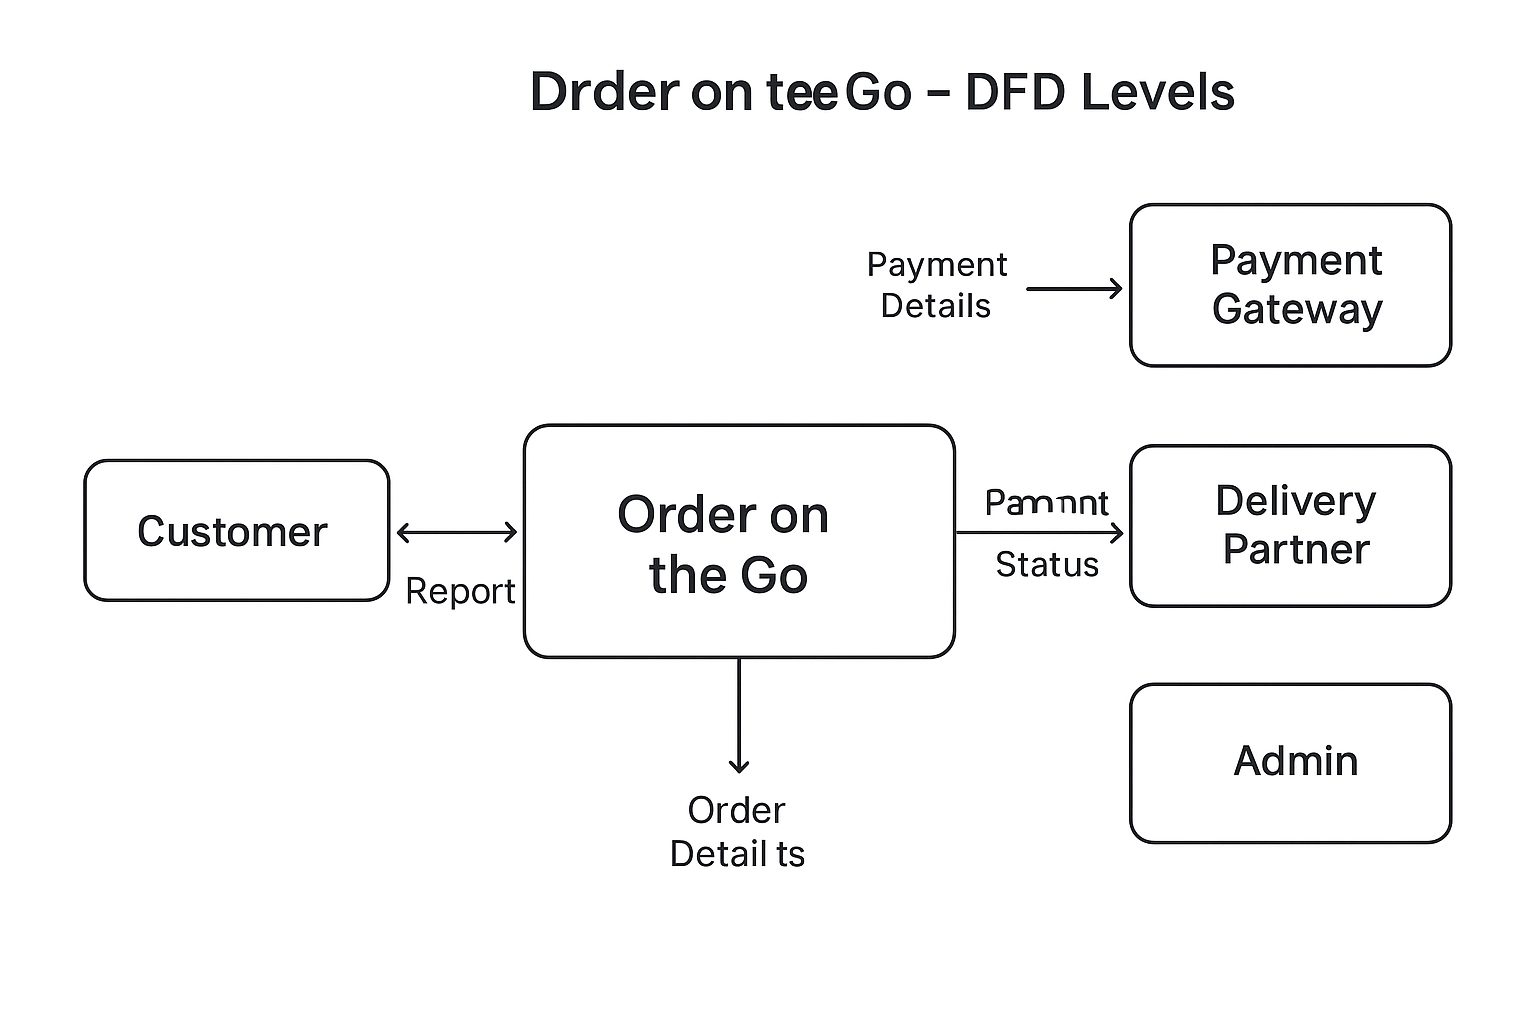 Drder on teeGo – DFD Levels
Payment
Details
Payment
Gateway
Customer
Report
Order on
the Go
Status
Delivery
Partner
Admin
Order
Detail ts